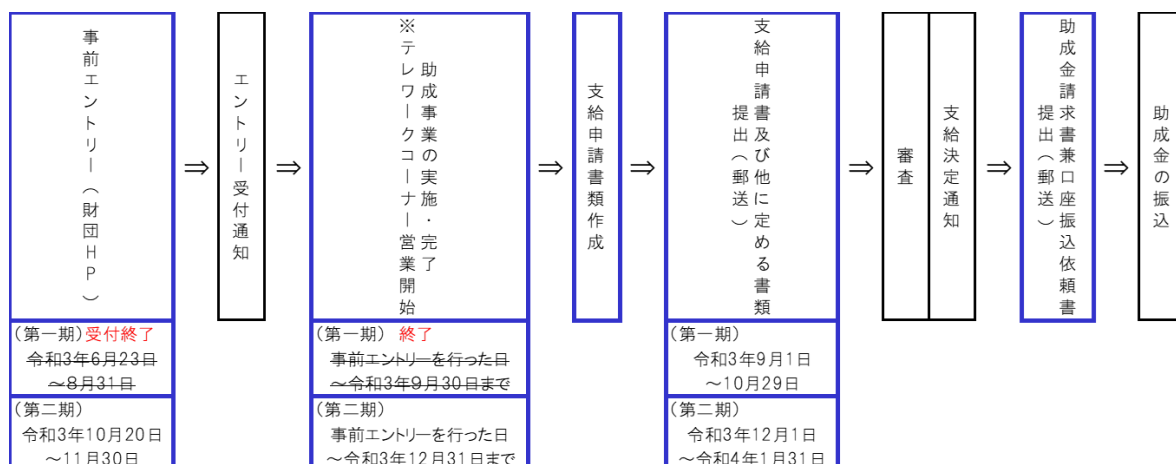 事前エントリー（財団HP）
⇒
エントリー受付通知
⇒
助成事業の実施・完了
※テレワークコーナー営業開始
⇒
支給申請書類作成
⇒
支給申請書及び他に定める書類
提出（郵送）
⇒
支給決定通知
審査
⇒
助成金請求書兼口座振込依頼書
提出（郵送）
⇒
助成金の振込
(第一期)受付終了
令和3年6月23日
～8月31日
(第二期)
令和3年10月20日
～11月30日
(第一期) 終了
事前エントリーを行った日
～令和3年9月30日まで
(第二期)
事前エントリーを行った日
～令和3年12月31日まで
(第一期)
令和3年9月1日
～10月29日
(第二期)
令和3年12月1日
～令和4年1月31日